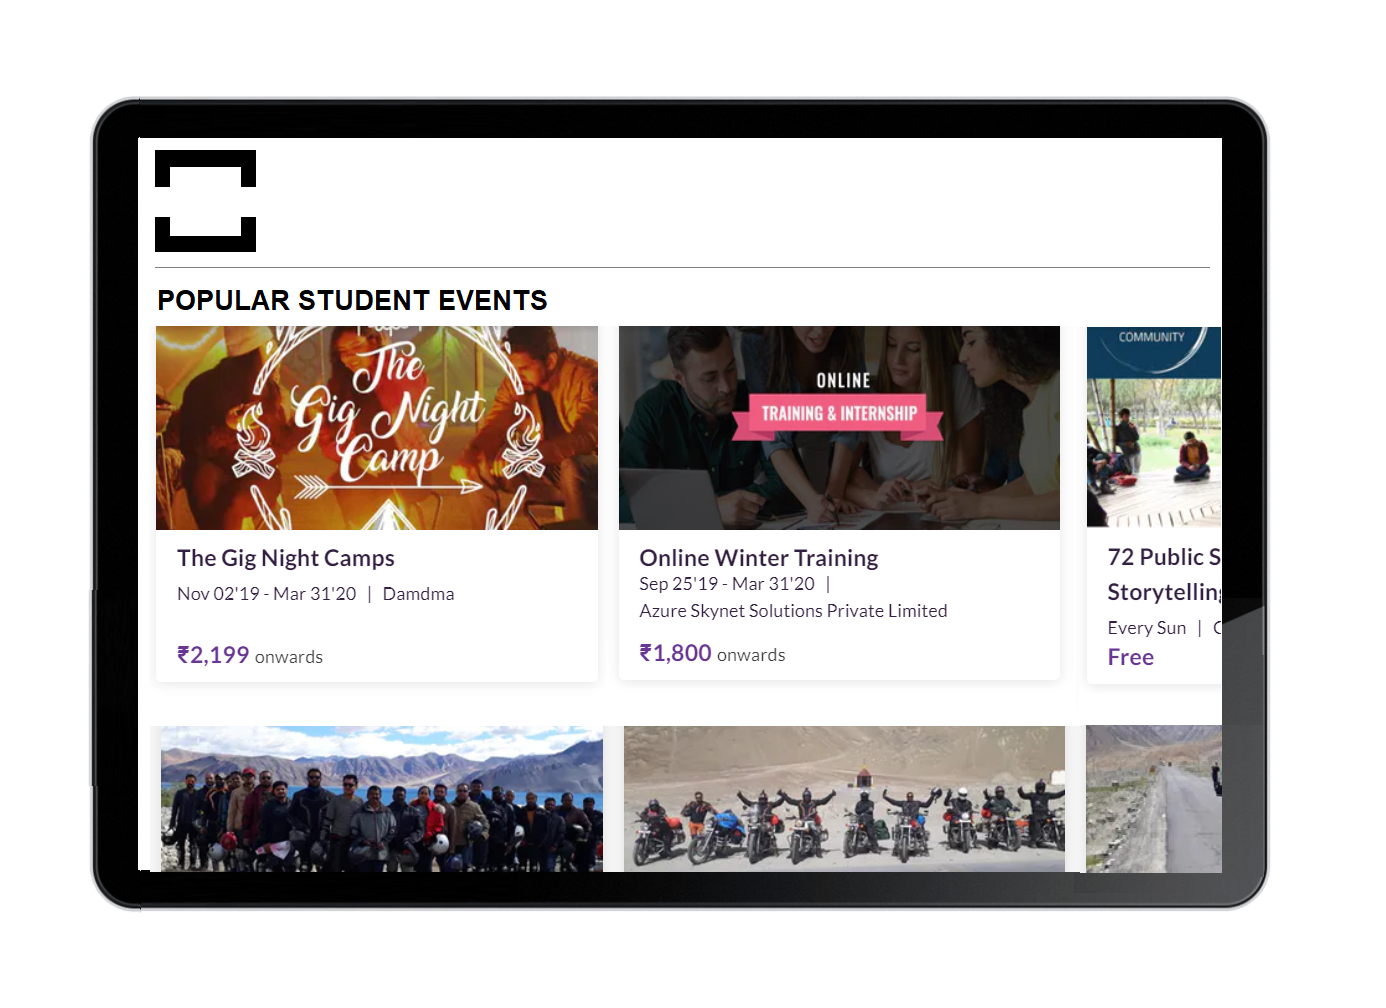 POPULAR STUDENT EVENTS
The
Gig Night
Camp
ONLINE
TRAINING & INTERNSHIP
COMMUNITY
The Gig Night Camps
Nov 02'19 - Mar 31'20 | Damdma
₹2,199 onwards
Online Winter Training
Sep 25'19 - Mar 31'20 |
Azure Skynet Solutions Private Limited
₹1,800 onwards
72 Public S
Storytelling
Every Sun |
Free